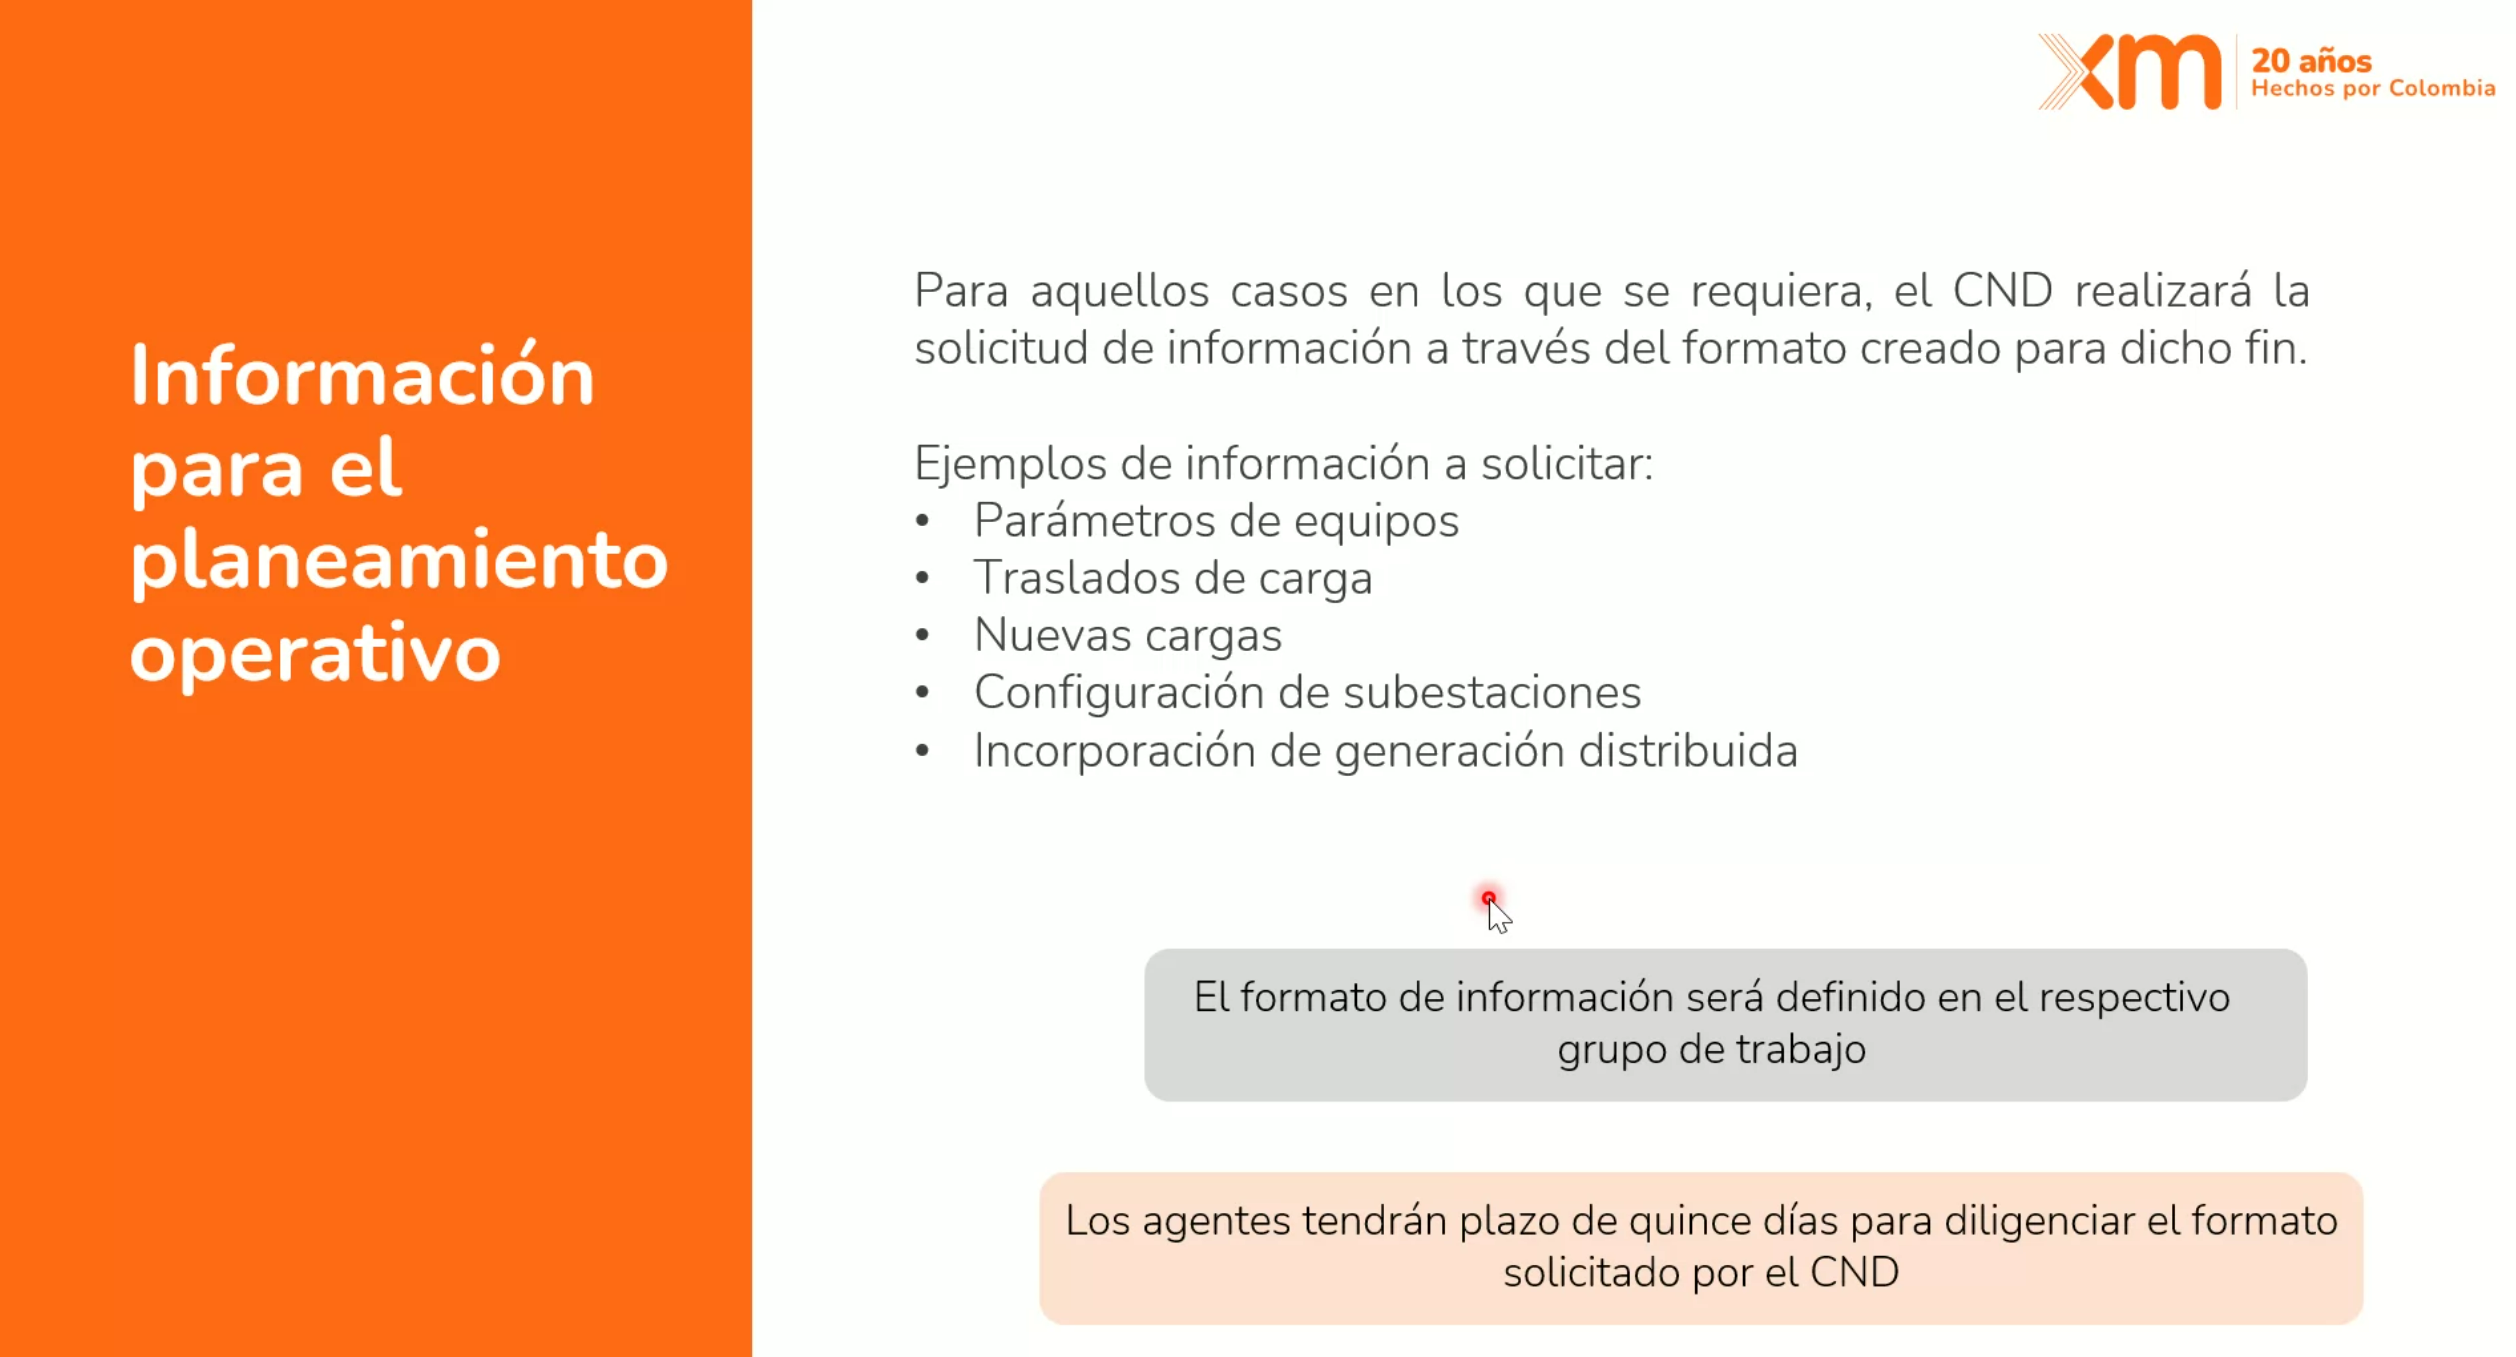 xm
20 años
Hechos por Colombia
Información
para el
planeamiento
operativo
Para aquellos casos en los que se requiera, el CND realizará la
solicitud de información a través del formato creado para dicho fin.
Ejemplos de información a solicitar:
• Parámetros de equipos
• Traslados de carga
• Nuevas cargas
• Configuración de subestaciones
• Incorporación de generación distribuida
El formato de información será definido en el respectivo
grupo de trabajo
Los agentes tendrán plazo de quince días para diligenciar el formato
solicitado por el CND